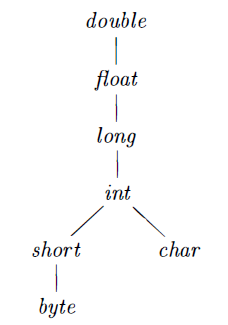 double
float
long
int
short char
byte